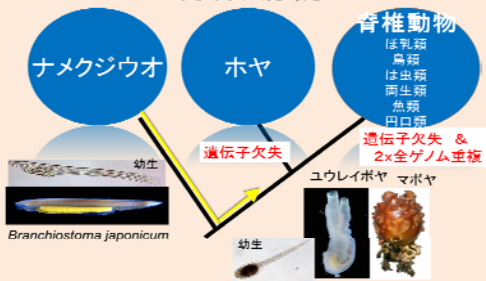 ナメクジウオ
ホヤ
脊椎動物
ほ乳類
鳥類
は虫類
両生類
魚類
円口類
遺伝子欠失
遺伝子欠失 &
2x全ゲノム重複
幼生
Branchiostoma japonicum
ユウレイボヤ マボヤ
幼生